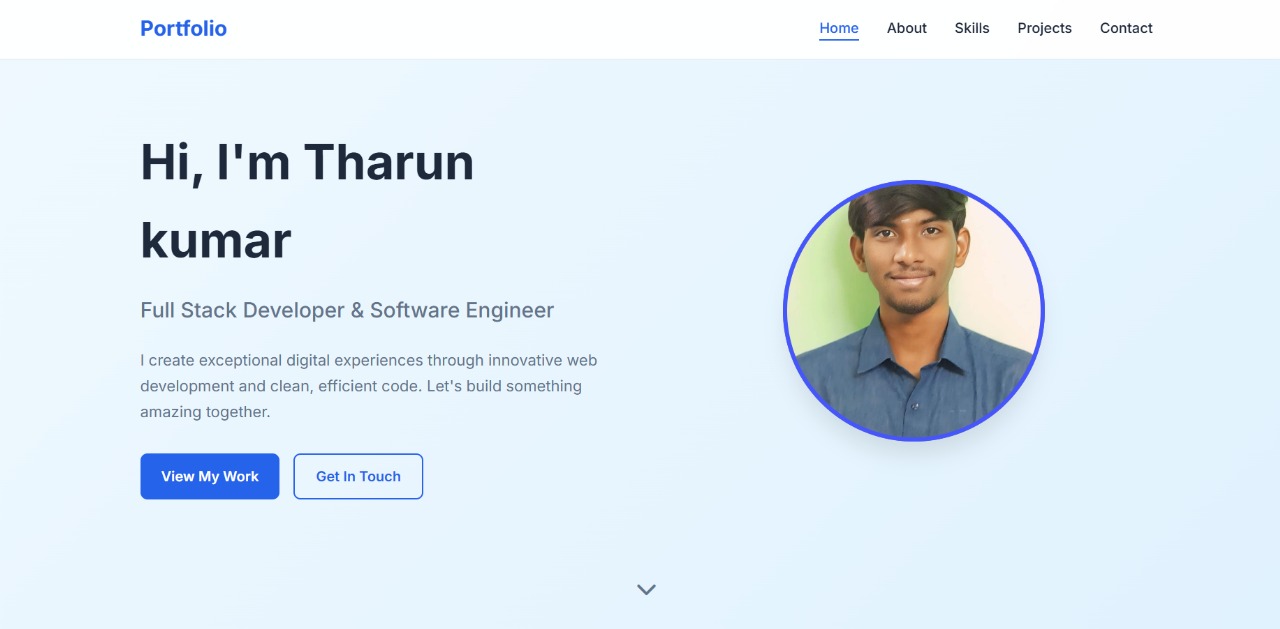 Portfolio
Home About Skills Projects Contact
Hi, I'm Tharun
kumar
Full Stack Developer & Software Engineer
I create exceptional digital experiences through innovative web
development and clean, efficient code. Let's build something
amazing together.
View My Work Get In Touch